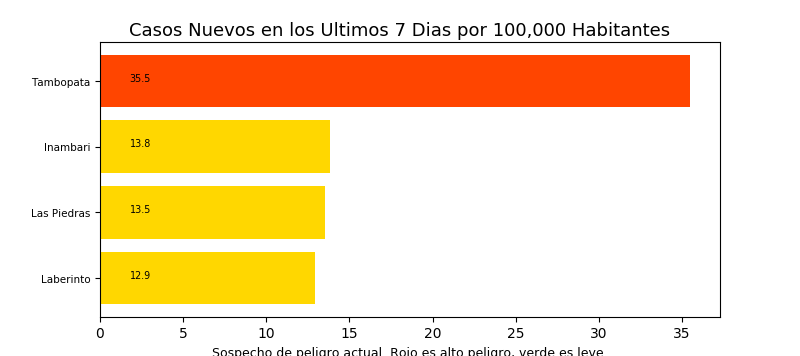 Casos Nuevos en los Ultimos 7 Dias por 100,000 Habitantes
Tambopata 35.5
Inambari 13.8
Las Piedras 13.5
Laberinto 12.9
0 5 10 15 20 25 30 35
Sospecho de peligro actual. Rojo es alto peligro, verde es leve